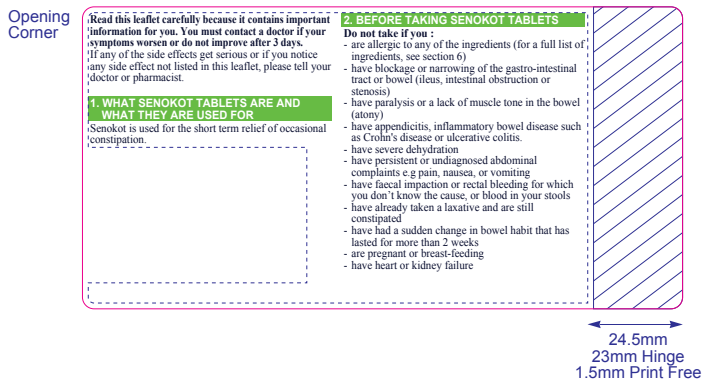 Opening
Corner
Read this leaflet carefully because it contains important
information for you. You must contact a doctor if your
symptoms worsen or do not improve after 3 days.
If any of the side effects get serious or if you notice
any side effect not listed in this leaflet, please tell your
doctor or pharmacist.
1. WHAT SENOKOT TABLETS ARE AND
WHAT THEY ARE USED FOR
Senokot is used for the short term relief of occasional
constipation.
2. BEFORE TAKING SENOKOT TABLETS
Do not take if you :
- are allergic to any of the ingredients (for a full list of
ingredients, see section 6)
- have blockage or narrowing of the gastro-intestinal
tract or bowel (ileus, intestinal obstruction or
stenosis)
- have paralysis or a lack of muscle tone in the bowel
(atony)
- have appendicitis, inflammatory bowel disease such
as Crohn's disease or ulcerative colitis.
- have severe dehydration
- have persistent or undiagnosed abdominal
complaints e.g pain, nausea, or vomiting
- have faecal impaction or rectal bleeding for which
you don't know the cause, or blood in your stools
- have already taken a laxative and are still
constipated
- have had a sudden change in bowel habit that has
lasted for more than 2 weeks
- are pregnant or breast-feeding
- have heart or kidney failure
24.5mm
23mm Hinge
1.5mm Print Free